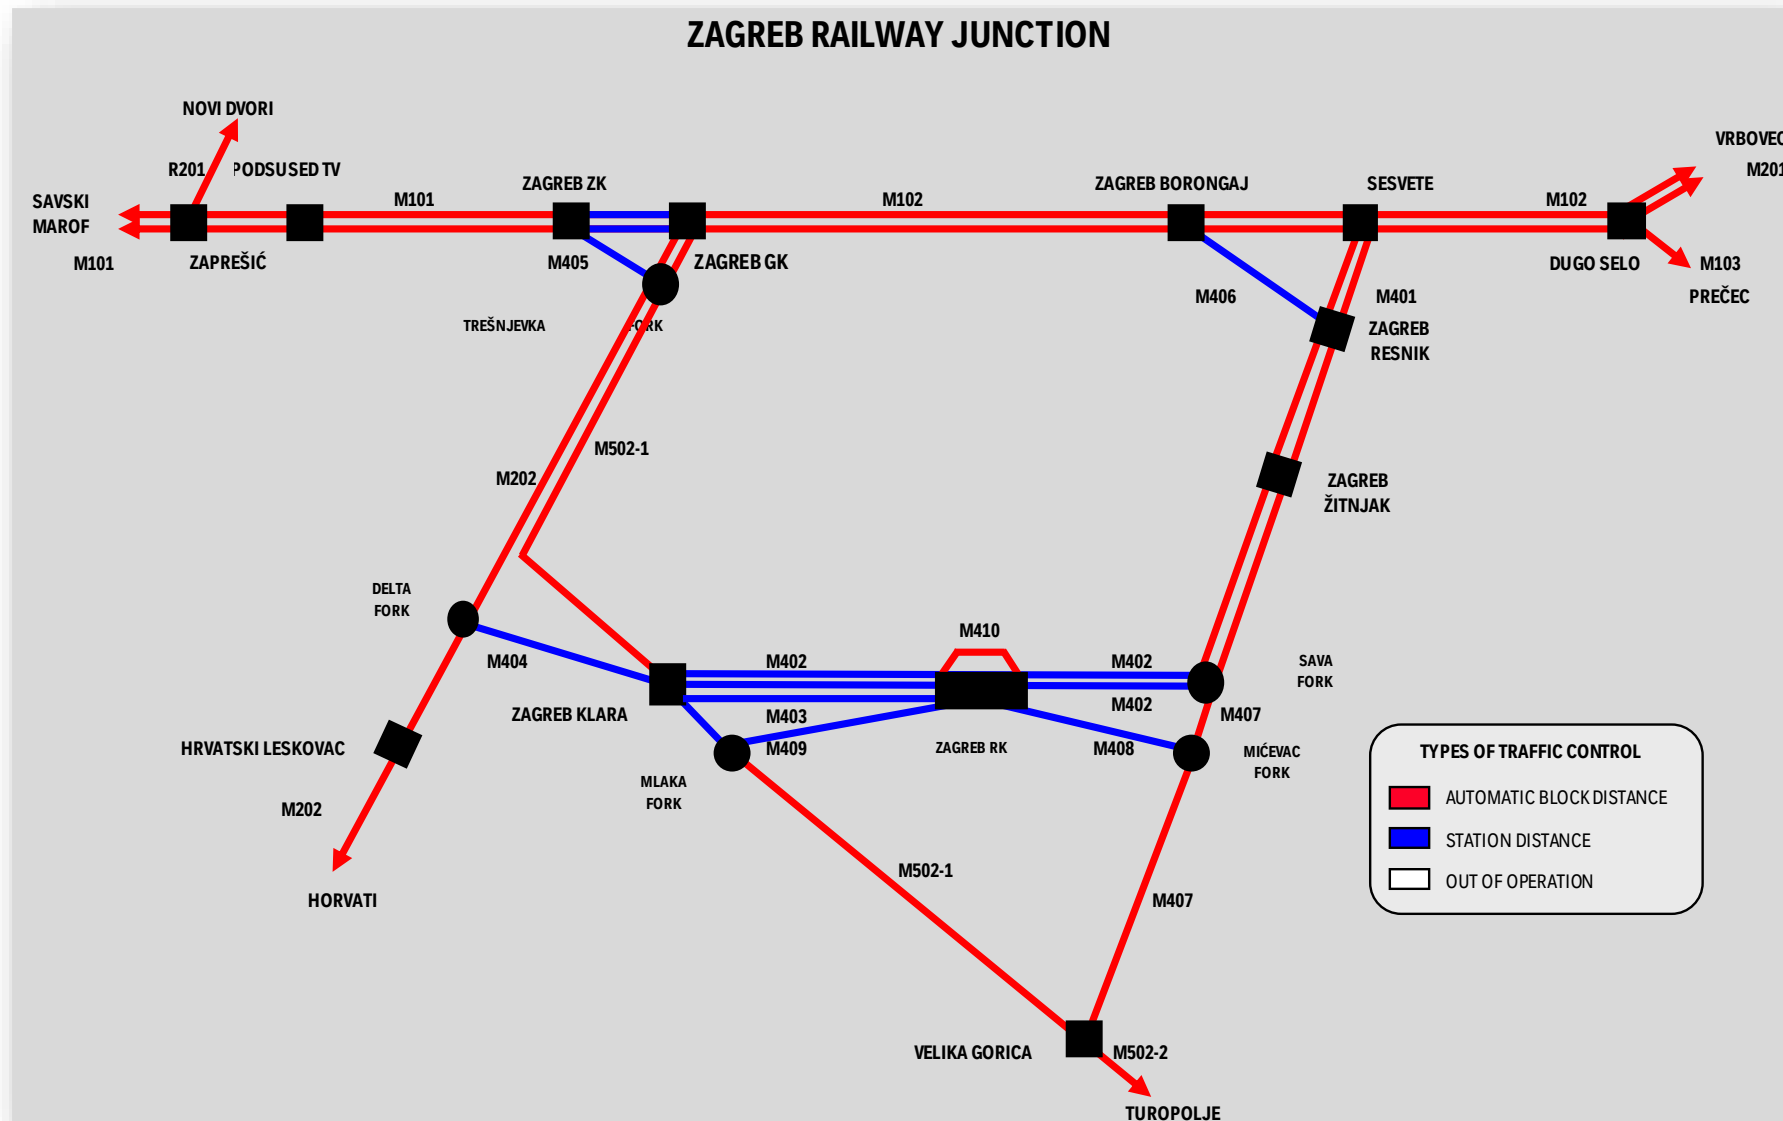 ZAGREB RAILWAY JUNCTION
NOVI DVORI
VRBOVEC
R201
PODSUSED TV
M201
SAVSKI
MAROF
M101
ZAGREB ZK
M102
ZAGREB BORONGAJ
SESVETE
M102
M101
ZAPREŠIĆ
M405
ZAGREB GK
DUGO SELO
M103
PREČEC
M406
M401
TREŠNJEVKA FORK
ZAGREB
RESNIK
M502-1
M202
ZAGREB
ŽITNJAK
DELTA
FORK
M410
M404
M402
M402
SAVA
FORK
ZAGREB KLARA
M403
M402
M407
HRVATSKI LESKOVAC
M409
ZAGREB RK
M408
MIĆEVAC
FORK
MLAKA
FORK
M202
TYPES OF TRAFFIC CONTROL
AUTOMATIC BLOCK DISTANCE
STATION DISTANCE
OUT OF OPERATION
M502-1
M407
HORVATI
VELIKA GORICA
M502-2
TUROPOLJE